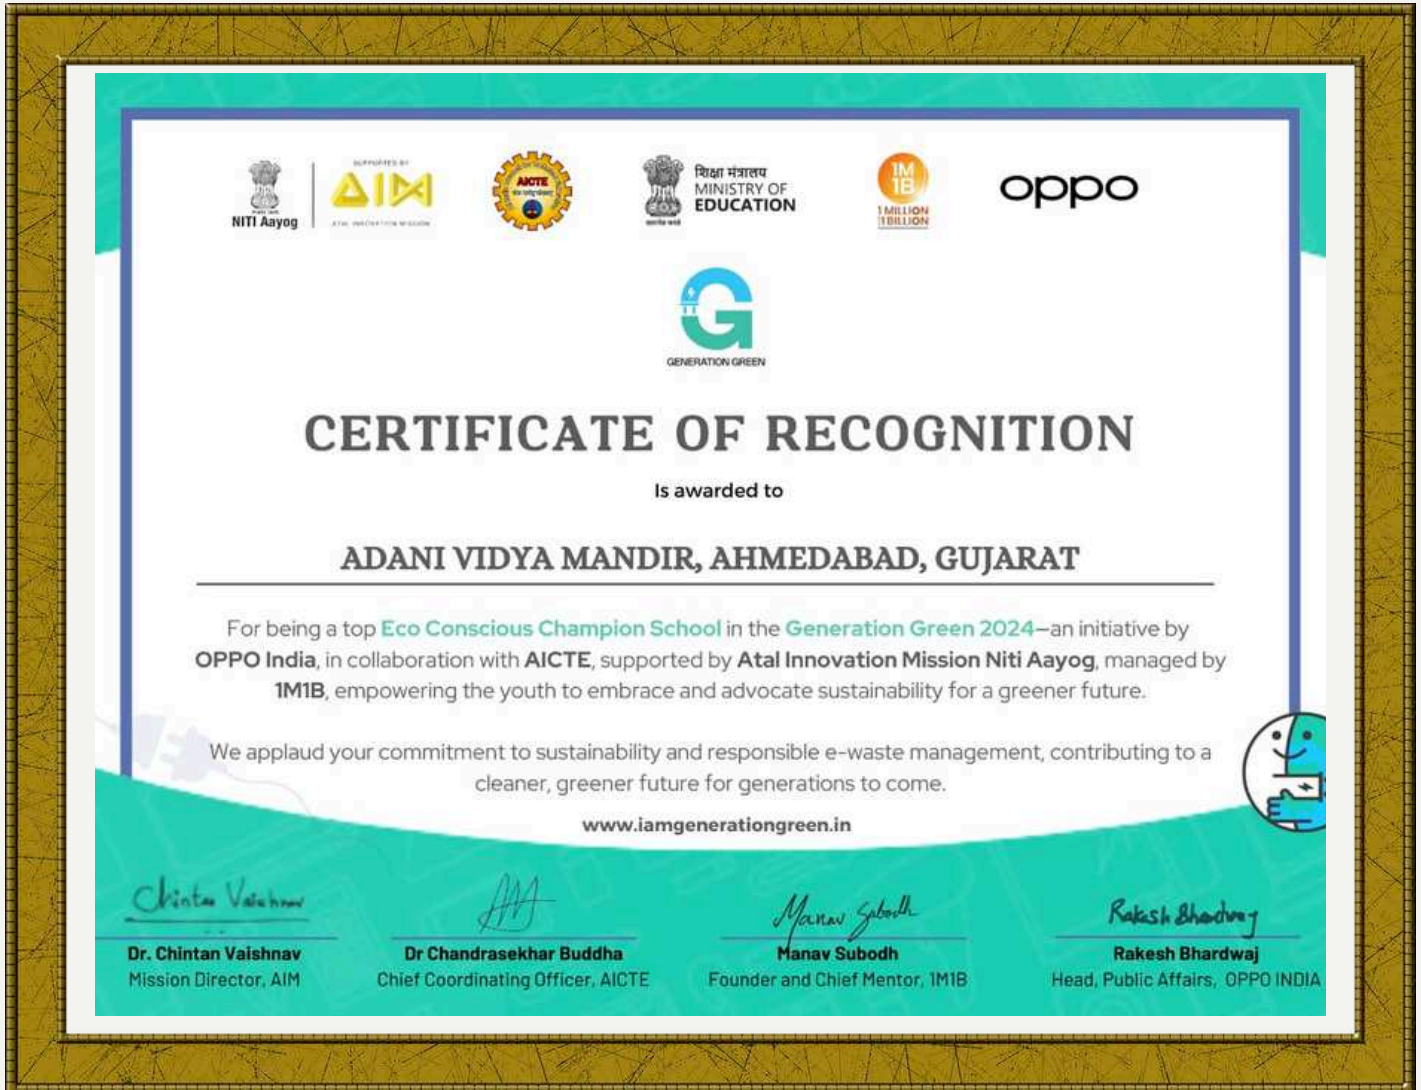 SUPPORTED BY
AIM
NITI Aayog
ATAL INNOVATION MISSION
AICTE
शिक्षा मंत्रालय
MINISTRY OF
EDUCATION
1M
1B
1 MILLION
1 BILLION
oppo
G
GENERATION GREEN
CERTIFICATE OF RECOGNITION
Is awarded to
ADANI VIDYA MANDIR, AHMEDABAD, GUJARAT
For being a top Eco Conscious Champion School in the Generation Green 2024—an initiative by
OPPO India, in collaboration with AICTE, supported by Atal Innovation Mission Niti Aayog, managed by
1M1B, empowering the youth to embrace and advocate sustainability for a greener future.
We applaud your commitment to sustainability and responsible e-waste management, contributing to a
cleaner, greener future for generations to come.
www.iamgenerationgreen.in
Chintan Vaishnav
Manav Subodh
Rakesh Bhardwaj
Dr. Chintan Vaishnav
Mission Director, AIM
Dr Chandrasekhar Buddha
Chief Coordinating Officer, AICTE
Manav Subodh
Founder and Chief Mentor, 1M1B
Rakesh Bhardwaj
Head, Public Affairs, OPPO INDIA